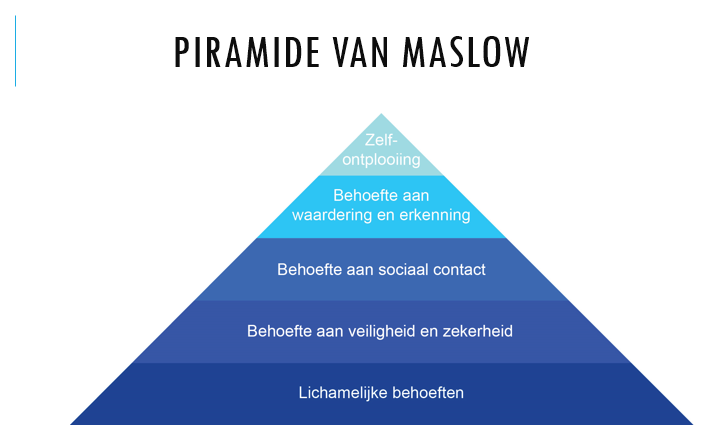 PIRAMIDE VAN MASLOW
Zelf-
ontplooiing
Behoefte aan
waardering en erkenning
Behoefte aan sociaal contact
Behoefte aan veiligheid en zekerheid
Lichamelijke behoeften